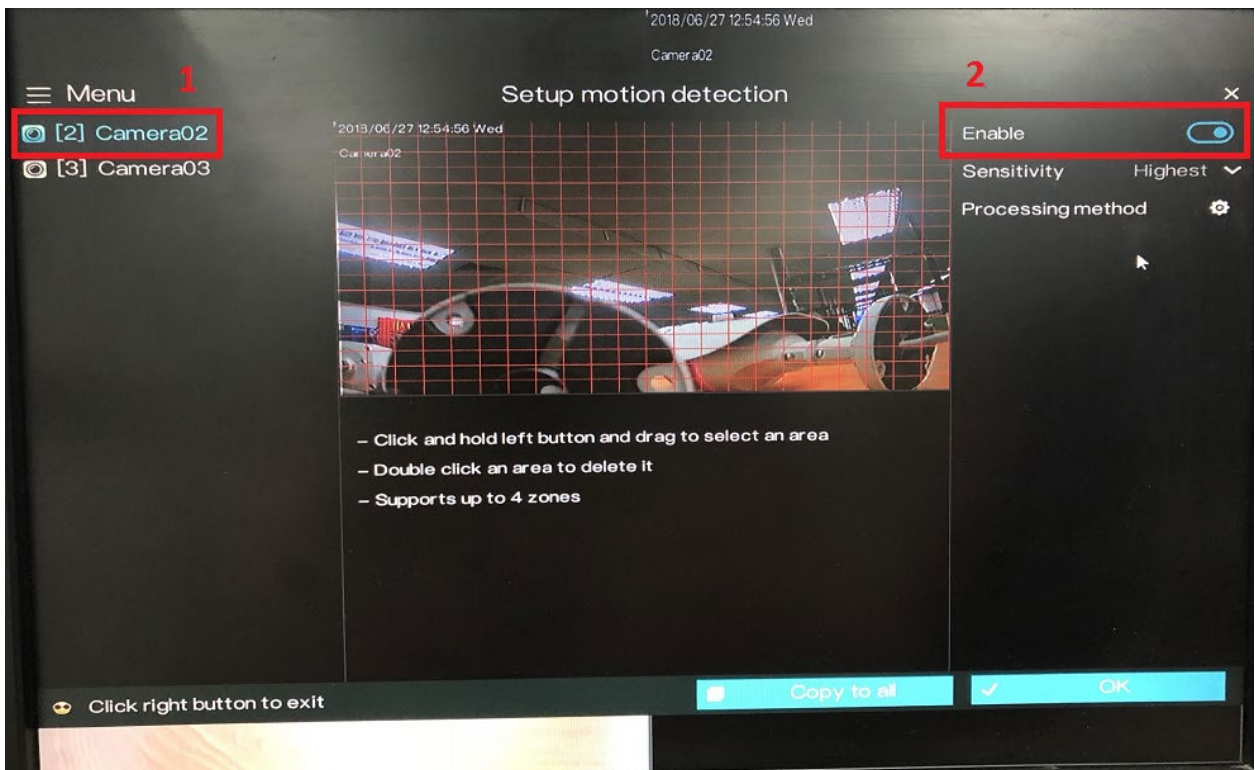 '2018/06/27 12:54:56 Wed
Camera02
1
2
Menu
Setup motion detection
[2] Camera02
[3] Camera03
'2018/06/27 12:54:56 Wed
Camera02
Enable
Sensitivity Highest
Processing method
– Click and hold left button and drag to select an area
– Double click an area to delete it
– Supports up to 4 zones
Click right button to exit
Copy to all
OK